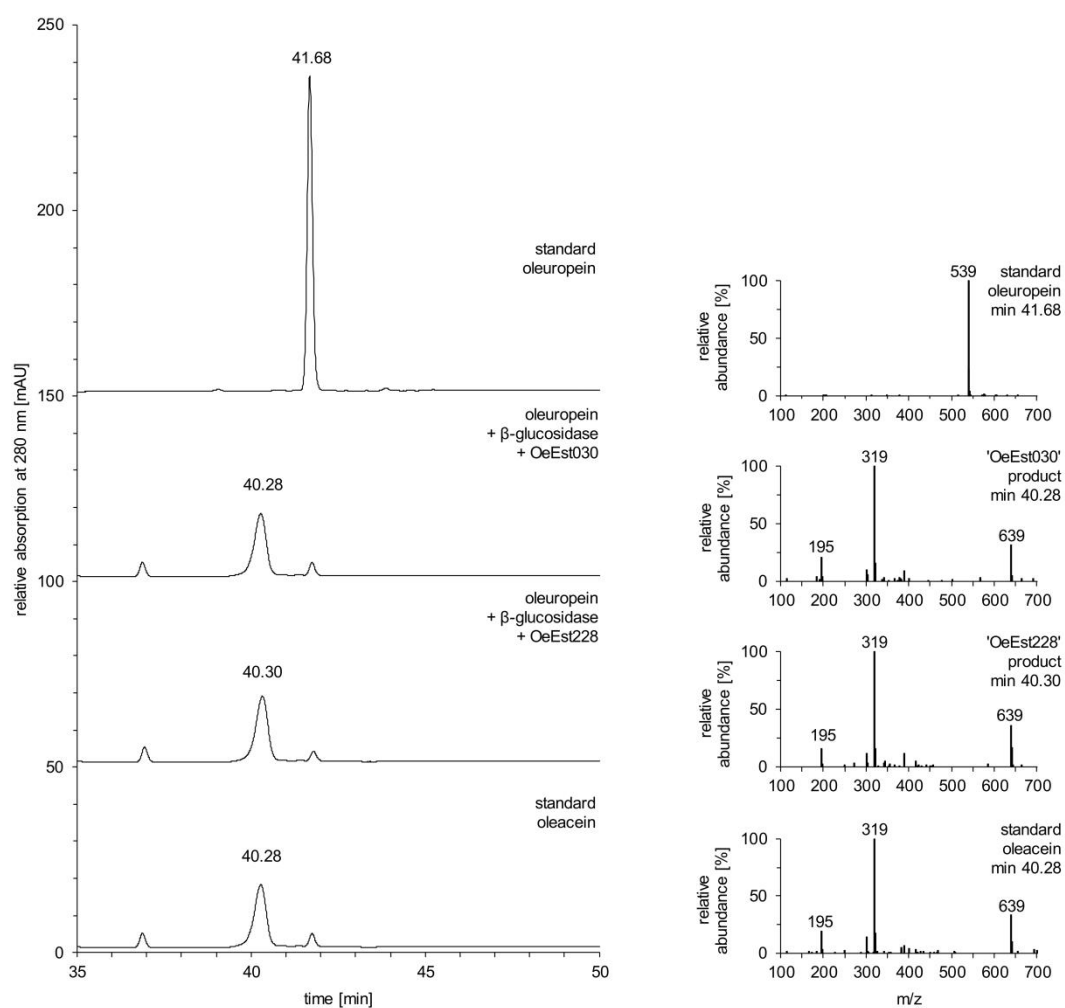 relative absorption at 280 nm [mAU]
250
200
150
100
50
0
41.68
standard
oleuropein
oleuropein
+ β-glucosidase
+ OeEst030
40.28
oleuropein
+ β-glucosidase
+ OeEst228
40.30
standard
oleacein
40.28
35 40 45 50
time [min]
relative
abundance [%]
100
50
0
539
standard
oleuropein
min 41.68
100 200 300 400 500 600 700
relative
abundance [%]
100
50
0
195
319
639
'OeEst030'
product
min 40.28
100 200 300 400 500 600 700
relative
abundance [%]
100
50
0
195
319
639
'OeEst228'
product
min 40.30
100 200 300 400 500 600 700
relative
abundance [%]
100
50
0
195
319
639
standard
oleacein
min 40.28
100 200 300 400 500 600 700
m/z